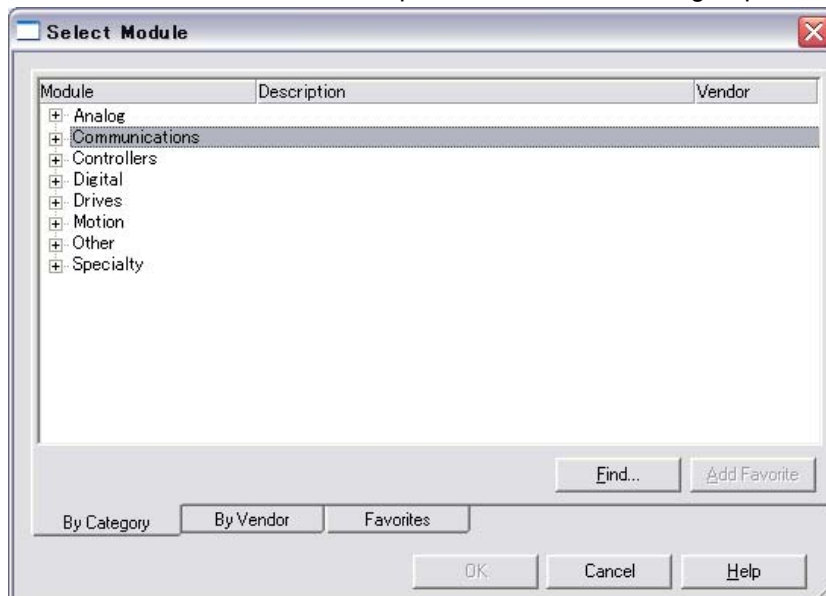 Select Module
Module Description Vendor
Analog
Communications
Controllers
Digital
Drives
Motion
Other
Specialty
Find... Add Favorite
By Category By Vendor Favorites
OK Cancel Help